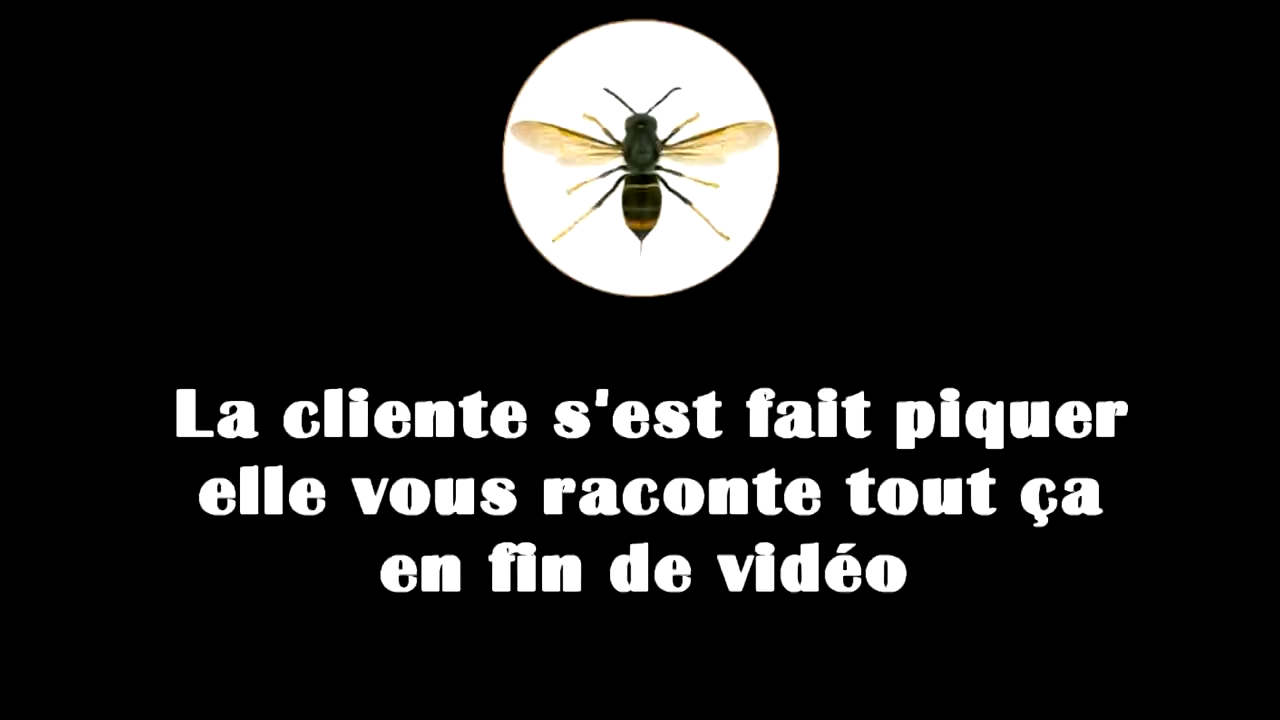 La cliente s'est fait piquer
elle vous raconte tout ça
en fin de vidéo